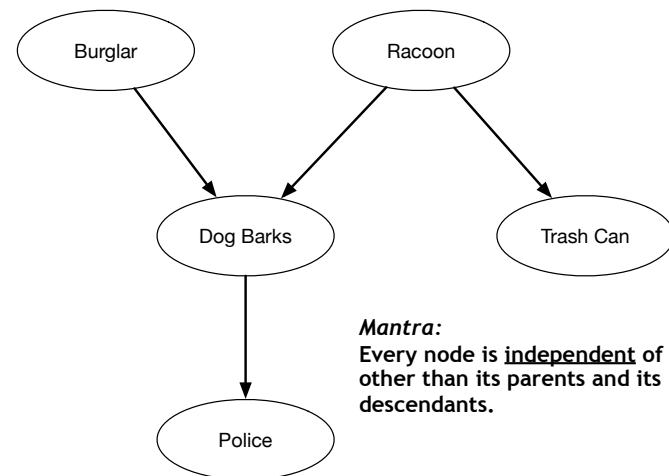 Burglar
Racoon
Dog Barks
Trash Can
Mantra:
Every node is independent of
other than its parents and its
descendants.
Police